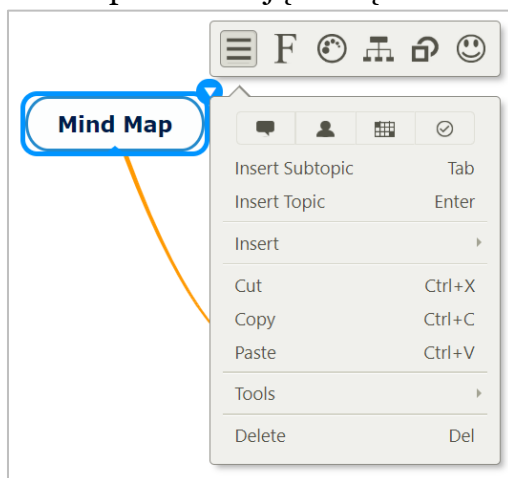 F
Mind Map
Insert Subtopic Tab
Insert Topic Enter
Insert
Cut Ctrl+X
Copy Ctrl+C
Paste Ctrl+V
Tools
Delete Del